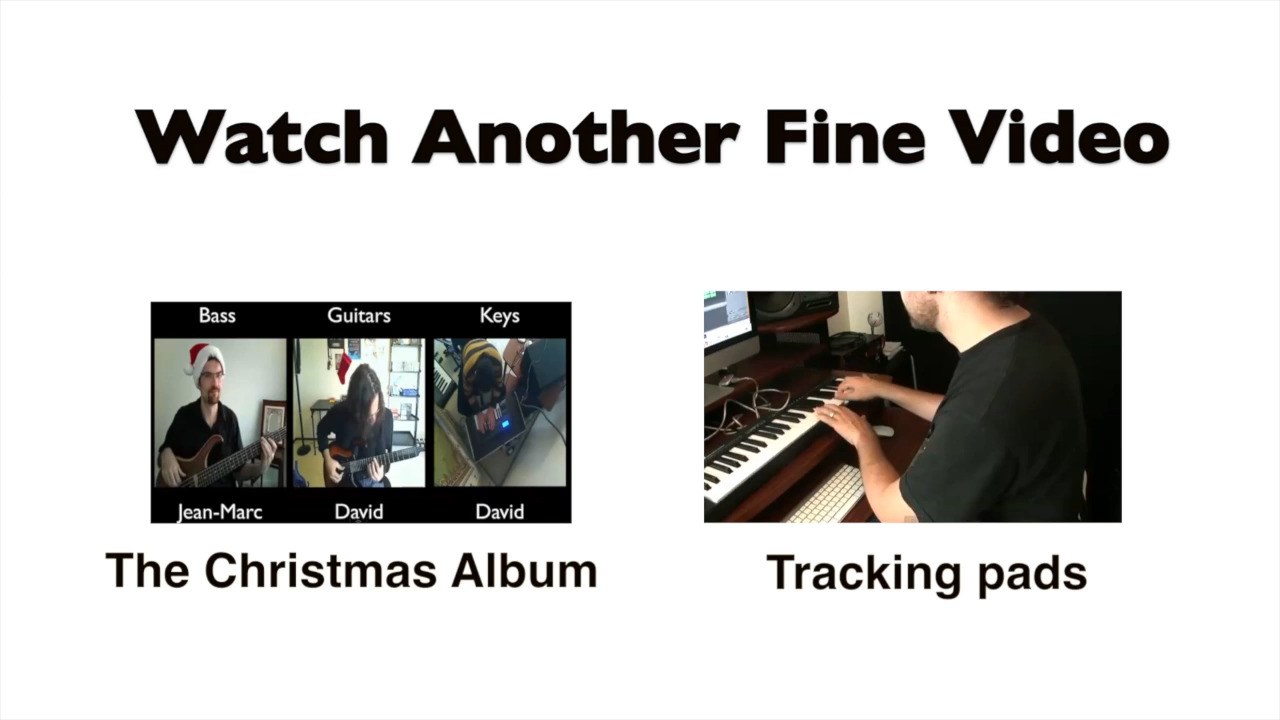 Watch Another Fine Video
Bass Guitars Keys
Jean-Marc David David
The Christmas Album
Tracking pads